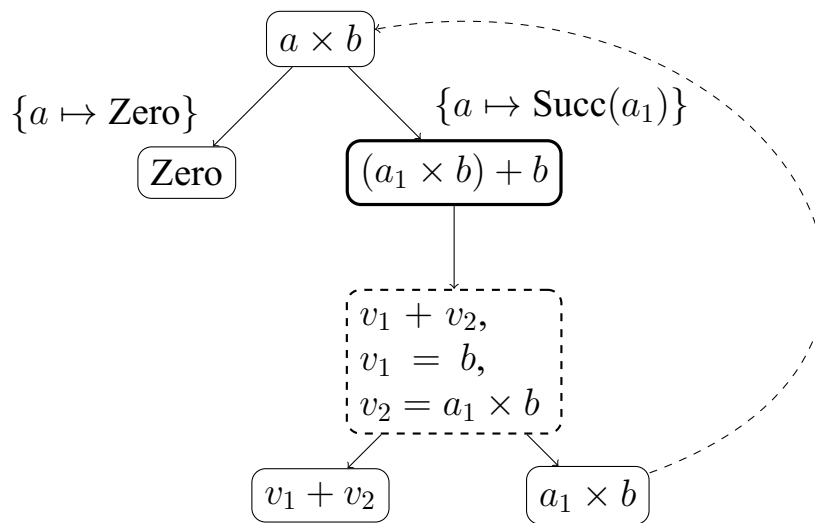 a × b
{a ↦ Zero}
{a ↦ Succ(a₁)}
Zero
(a₁ × b) + b
v₁ + v₂,
v₁ = b,
v₂ = a₁ × b
v₁ + v₂
a₁ × b